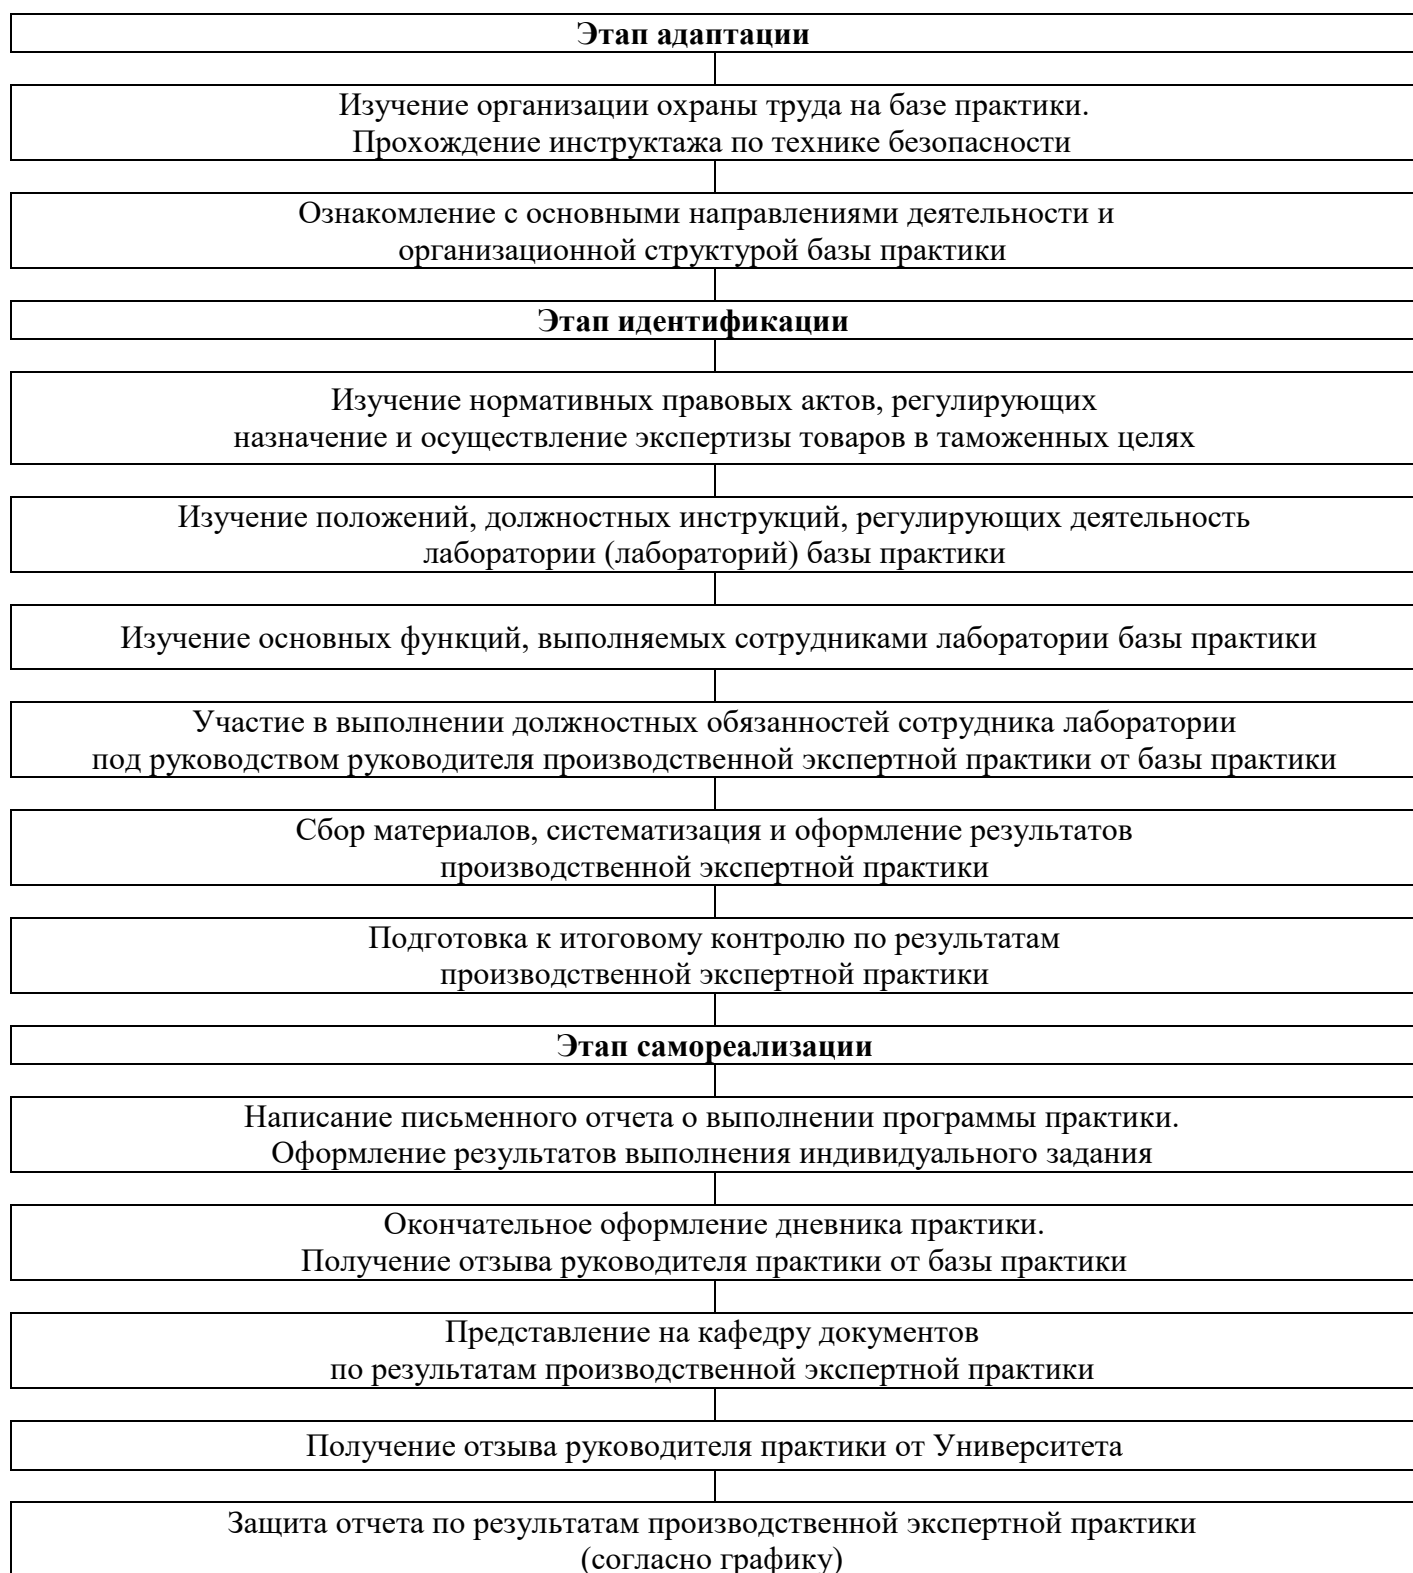 Этап адаптации
Изучение организации охраны труда на базе практики.
Прохождение инструктажа по технике безопасности
Ознакомление с основными направлениями деятельности и
организационной структурой базы практики
Этап идентификации
Изучение нормативных правовых актов, регулирующих
назначение и осуществление экспертизы товаров в таможенных целях
Изучение положений, должностных инструкций, регулирующих деятельность
лаборатории (лабораторий) базы практики
Изучение основных функций, выполняемых сотрудниками лаборатории базы практики
Участие в выполнении должностных обязанностей сотрудника лаборатории
под руководством руководителя производственной экспертной практики от базы практики
Сбор материалов, систематизация и оформление результатов
производственной экспертной практики
Подготовка к итоговому контролю по результатам
производственной экспертной практики
Этап самореализации
Написание письменного отчета о выполнении программы практики.
Оформление результатов выполнения индивидуального задания
Окончательное оформление дневника практики.
Получение отзыва руководителя практики от базы практики
Представление на кафедру документов
по результатам производственной экспертной практики
Получение отзыва руководителя практики от Университета
Защита отчета по результатам производственной экспертной практики
(согласно графику)